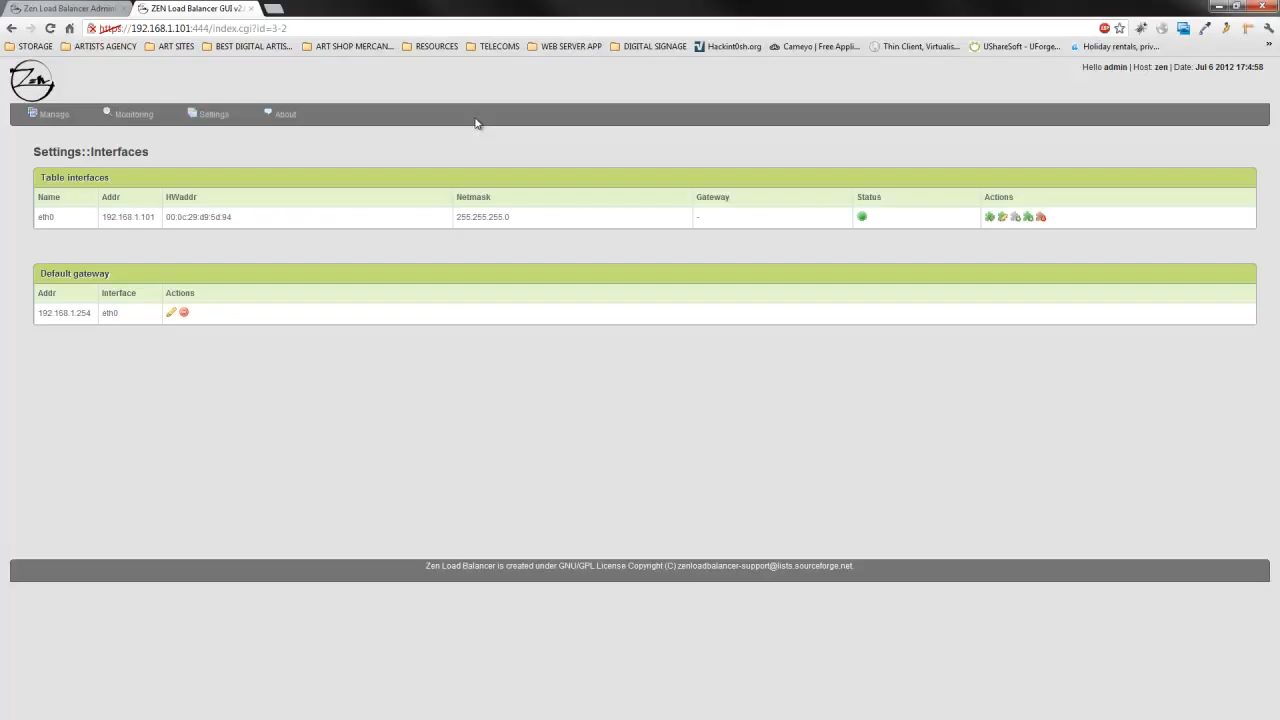 Zen Load Balancer Admini
ZEN Load Balancer GUI v2.
https://192.168.1.101:444/index.cgi?id=3-2
STORAGE ARTISTS AGENCY ART SITES BEST DIGITAL ARTIS... ART SHOP MERCAN... RESOURCES TELECOMS WEB SERVER APP DIGITAL SIGNAGE Hackint0sh.org Cameyo | Free Appli... Thin Client, Virtualis... UShareSoft - UForge... Holiday rentals, priv... »
Zen
Hello admin | Host: zen | Date: Jul 6 2012 17:4:58
Manage Monitoring Settings About
Settings::Interfaces
Table interfaces
Name Addr HWaddr Netmask Gateway Status Actions
eth0 192.168.1.101 00:0c:29:d9:5d:94 255.255.255.0 -
Default gateway
Addr Interface Actions
192.168.1.254 eth0
Zen Load Balancer is created under GNU/GPL License Copyright (C) zenloadbalancer-support@lists.sourceforge.net.